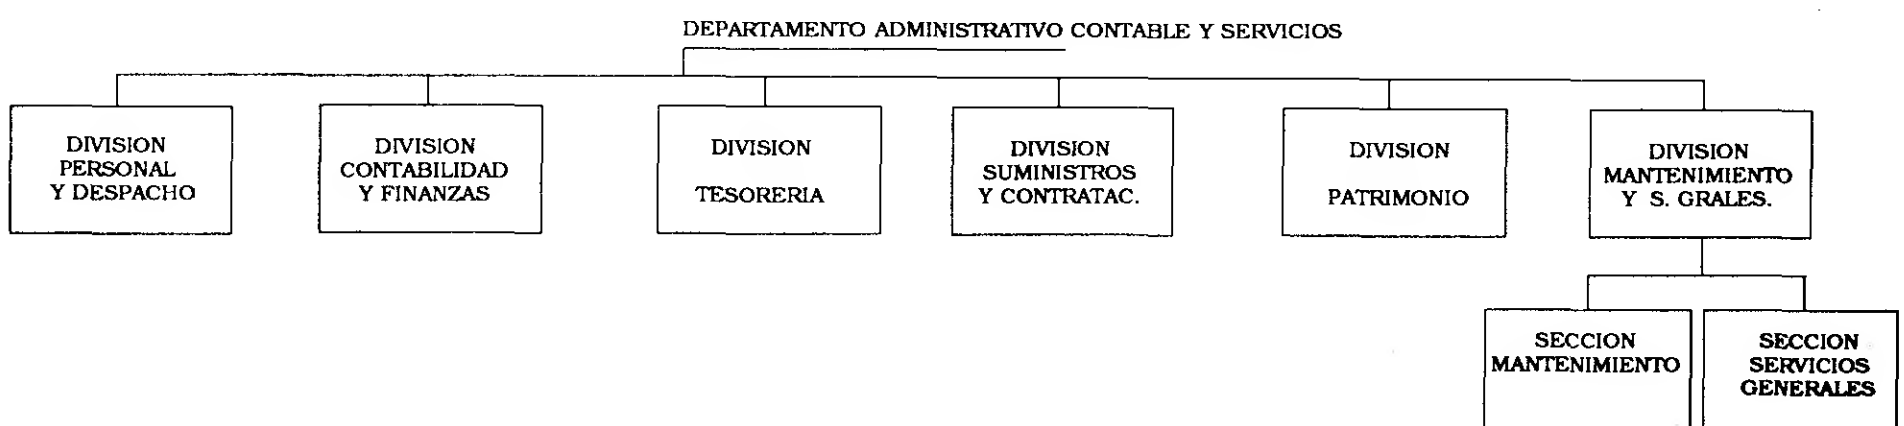 DEPARTAMENTO ADMINISTRATIVO CONTABLE Y SERVICIOS
DIVISION
PERSONAL
Y DESPACHO
DIVISION
CONTABILIDAD
Y FINANZAS
DIVISION
TESORERIA
DIVISION
SUMINISTROS
Y CONTRATAC.
DIVISION
PATRIMONIO
DIVISION
MANTENIMIENTO
Y S. GRALES.
SECCION
MANTENIMIENTO
SECCION
SERVICIOS
GENERALES